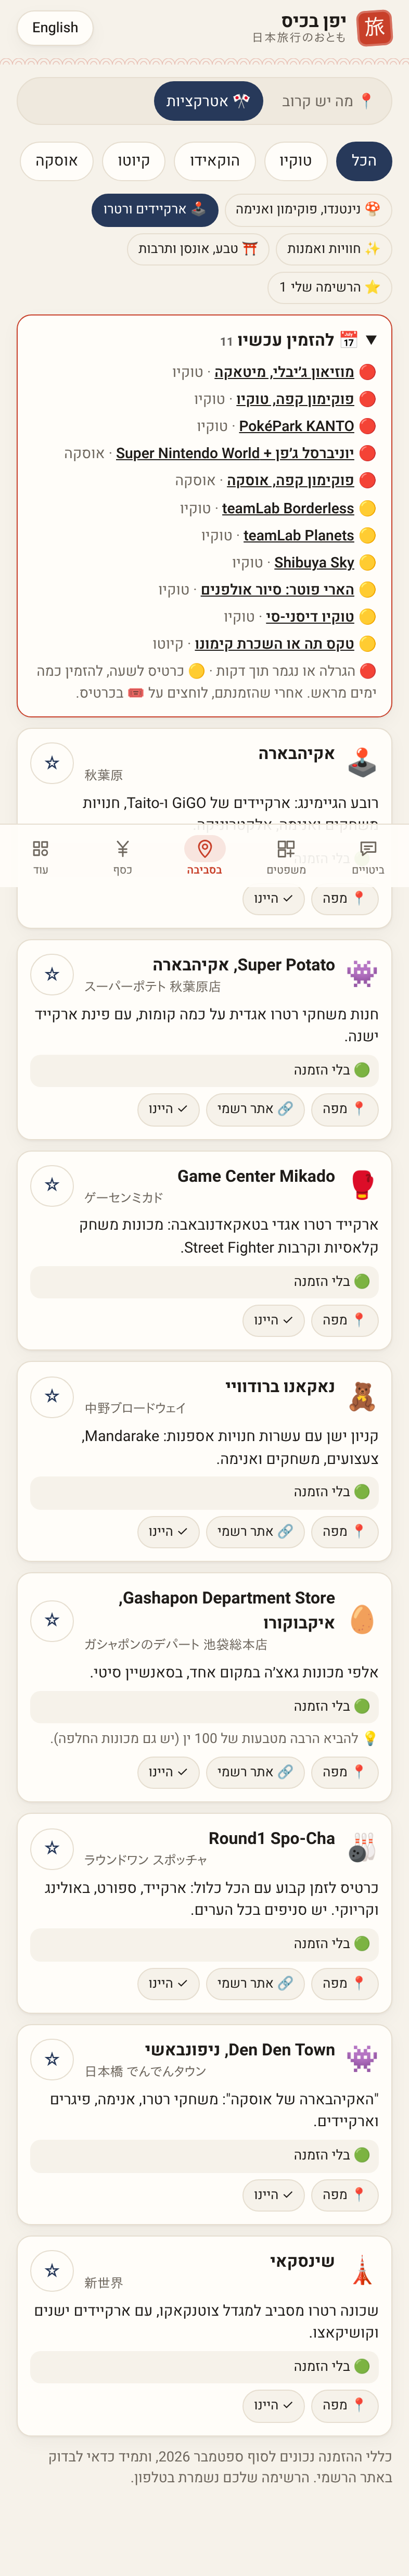 יפן בכיס
日本旅行のおとも
旅
English
📍 מה יש קרוב
🎌 אטרקציות
הכל
טוקיו
הוקאידו
קיוטו
אוסקה
🍄 נינטנדו, פוקימון ואנימה
🕹️ ארקיידים ורטרו
✨ חוויות ואמנות
⛩️ טבע, אונסן ותרבות
⭐ הרשימה שלי 1
▼ 📅 להזמין עכשיו 11
🔴 מוזיאון ג'יבלי, מיטאקה · טוקיו
🔴 פוקימון קפה, טוקיו · טוקיו
🔴 PokéPark KANTO · טוקיו
🔴 יוניברסל ג'פן + Super Nintendo World · אוסקה
🔴 פוקימון קפה, אוסקה · אוסקה
🟡 teamLab Borderless · טוקיו
🟡 teamLab Planets · טוקיו
🟡 Shibuya Sky · טוקיו
🟡 הארי פוטר: סיור אולפנים · טוקיו
🟡 טוקיו דיסני-סי · טוקיו
🟡 טקס תה או השכרת קימונו · קיוטו
🔴 הגרלה או נגמר תוך דקות · 🟡 כרטיס לשעה, להזמין כמה
ימים מראש. אחרי שהזמנתם, לוחצים על 🎟️ בכרטיס.
אקיהבארה
秋葉原
רובע הגיימינג: ארקיידים של GiGO ו-Taito, חנויות
משחקים ואנימה, אלקטרוניקה.
ביטויים
משפטים
בסביבה
כסף
עוד
📍 מפה
✓ היינו
Super Potato, אקיהבארה
スーパーポテト 秋葉原店
חנות משחקי רטרו אגדית על כמה קומות, עם פינת ארקייד
ישנה.
🟢 בלי הזמנה
📍 מפה
🔗 אתר רשמי
✓ היינו
Game Center Mikado
ゲーセンミカド
ארקייד רטרו אגדי בטאקאדנובאבה: מכונות משחק
קלאסיות וקרבות Street Fighter.
🟢 בלי הזמנה
📍 מפה
✓ היינו
נאקאנו ברודוויי
中野ブロードウェイ
קניון ישן עם עשרות חנויות אספנות: Mandarake,
צעצועים, משחקים ואנימה.
🟢 בלי הזמנה
📍 מפה
🔗 אתר רשמי
✓ היינו
Gashapon Department Store,
איקבוקורו
ガシャポンのデパート 池袋総本店
אלפי מכונות גאצ'ה במקום אחד, בסאנשיין סיטי.
🟢 בלי הזמנה
💡 להביא הרבה מטבעות של 100 ין (יש גם מכונות החלפה).
📍 מפה
🔗 אתר רשמי
✓ היינו
Round1 Spo-Cha
ラウンドワン スポッチャ
כרטיס לזמן קבוע עם הכל כלול: ארקייד, ספורט, באולינג
וקריוקי. יש סניפים בכל הערים.
🟢 בלי הזמנה
📍 מפה
🔗 אתר רשמי
✓ היינו
Den Den Town, ניפונבאשי
日本橋 でんでんタウン
"האקיהבארה של אוסקה": משחקי רטרו, אנימה, פיגרים
וארקיידים.
🟢 בלי הזמנה
📍 מפה
✓ היינו
שינסקאי
新世界
שכונה רטרו מסביב למגדל צוטנקאקו, עם ארקיידים ישנים
וקושיקאצו.
🟢 בלי הזמנה
📍 מפה
✓ היינו
כללי ההזמנה נכונים לסוף ספטמבר 2026, ותמיד כדאי לבדוק
באתר הרשמי. הרשימה שלכם נשמרת בטלפון.